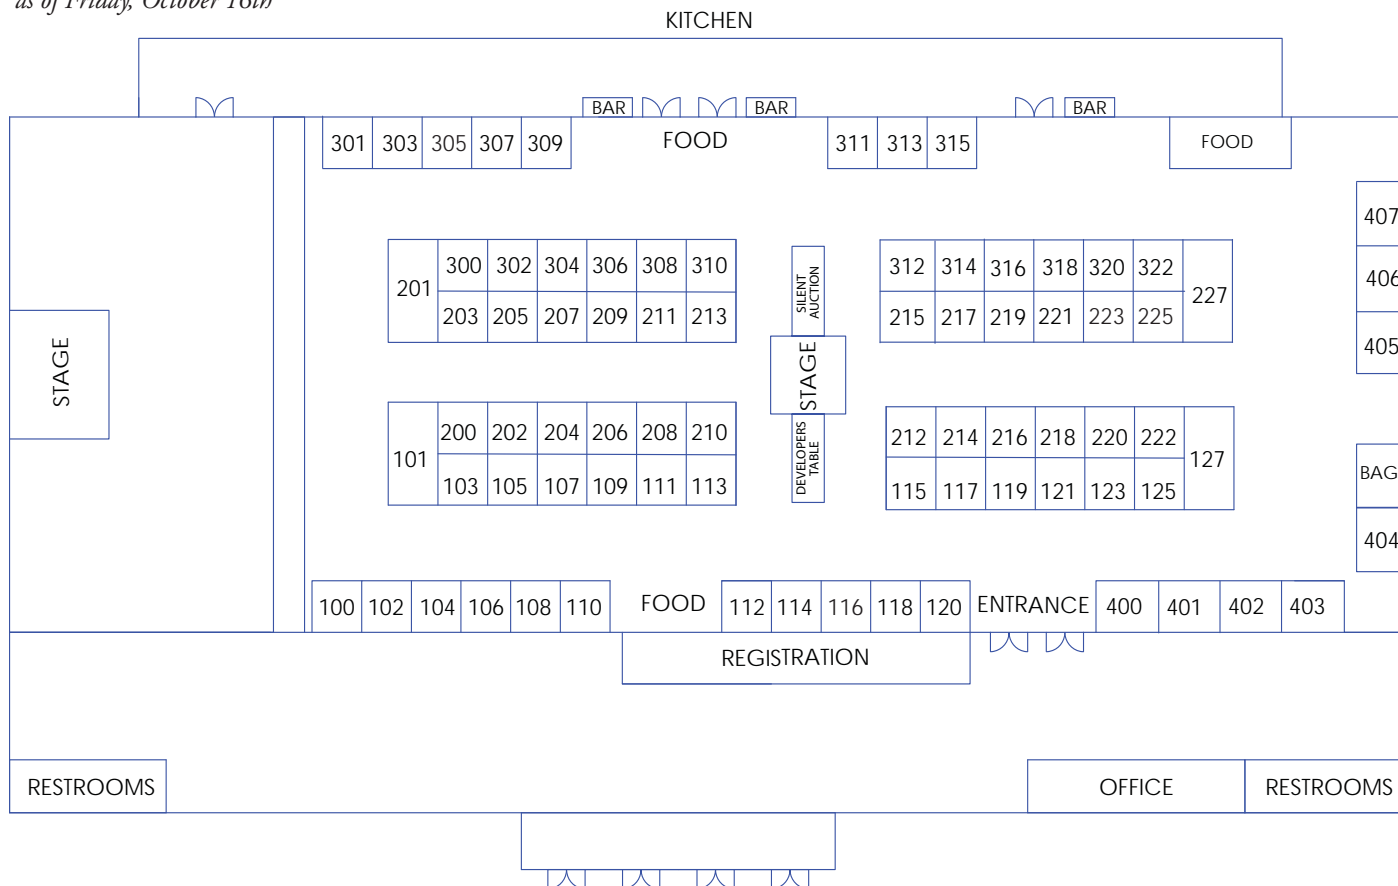 as of Friday, October 16th
KITCHEN
BAR BAR BAR
301 303 305 307 309 FOOD 311 313 315 FOOD
407
406
405
300 302 304 306 308 310
201
203 205 207 209 211 213
SILENT
AUCTION
312 314 316 318 320 322
227
215 217 219 221 223 225
STAGE
STAGE
200 202 204 206 208 210
101
103 105 107 109 111 113
DEVELOPERS
TABLE
212 214 216 218 220 222
127
115 117 119 121 123 125
BAG
404
100 102 104 106 108 110 FOOD 112 114 116 118 120 ENTRANCE 400 401 402 403
REGISTRATION
RESTROOMS OFFICE RESTROOMS